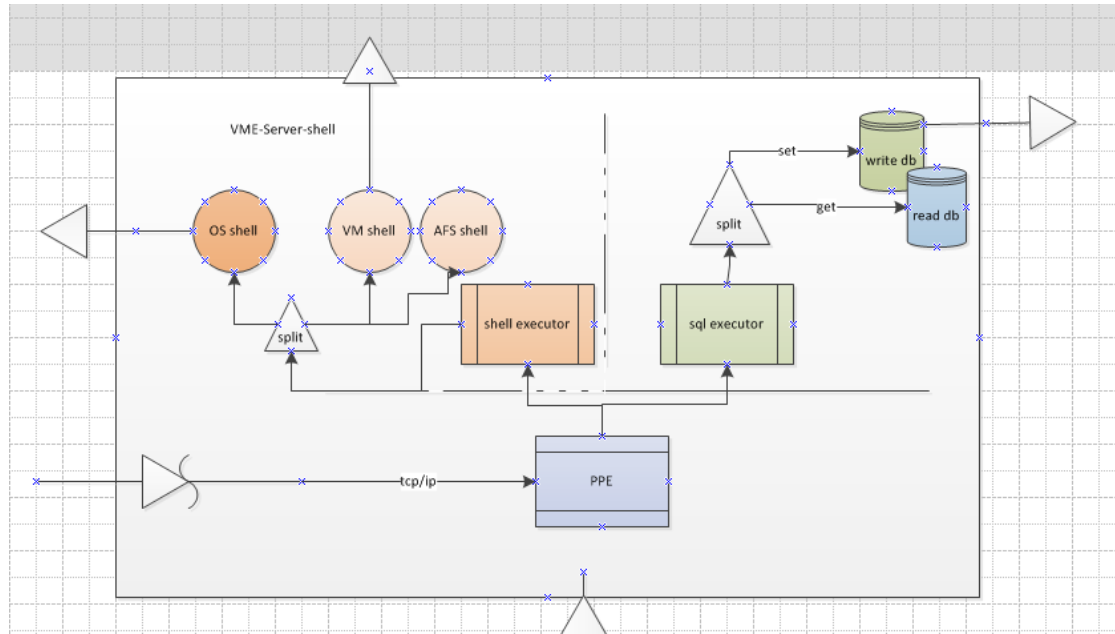 VME-Server-shell
set
write db
get
read db
split
OS shell
VM shell
AFS shell
split
shell executor
sql executor
tcp/ip
PPE